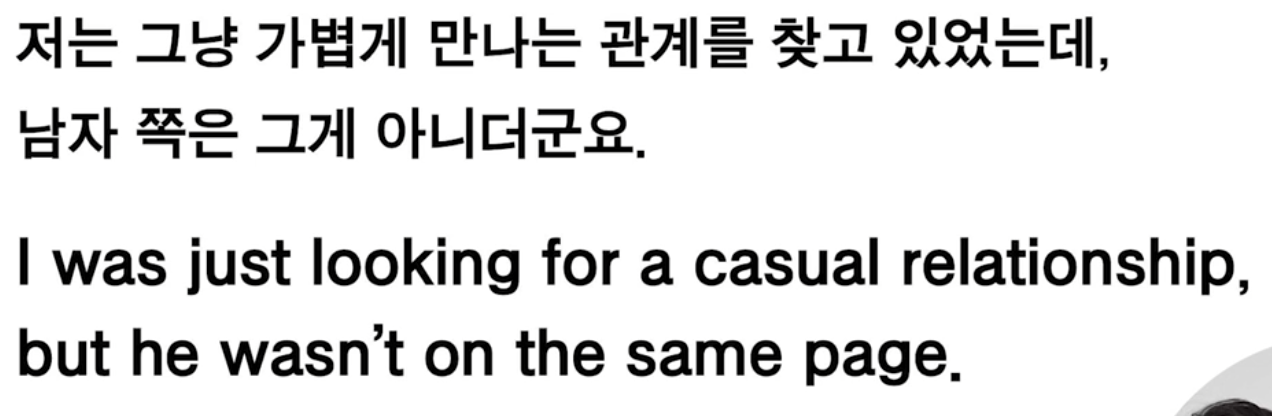 저는 그냥 가볍게 만나는 관계를 찾고 있었는데,
남자 쪽은 그게 아니더군요.
I was just looking for a casual relationship,
but he wasn’t on the same page.